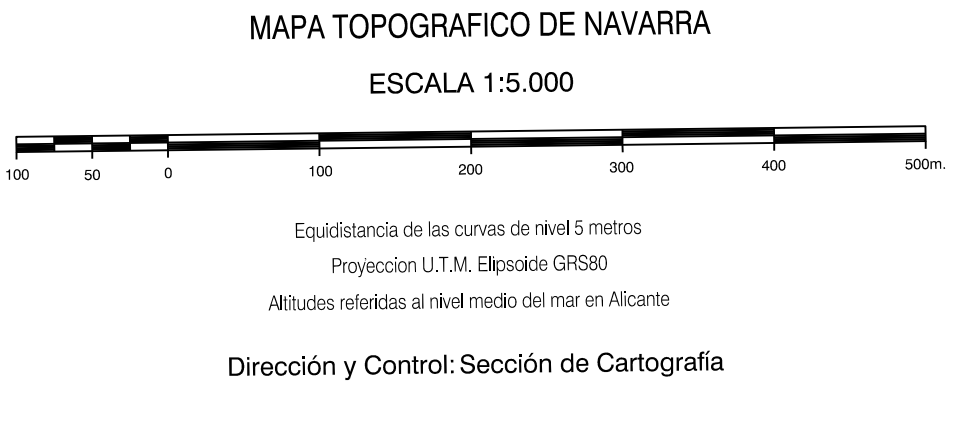 MAPA TOPOGRAFICO DE NAVARRA
ESCALA 1:5.000
100 50 0 100 200 300 400 500m.
Equidistancia de las curvas de nivel 5 metros
Proyeccion U.T.M. Elipsoide GRS80
Altitudes referidas al nivel medio del mar en Alicante
Dirección y Control: Sección de Cartografía